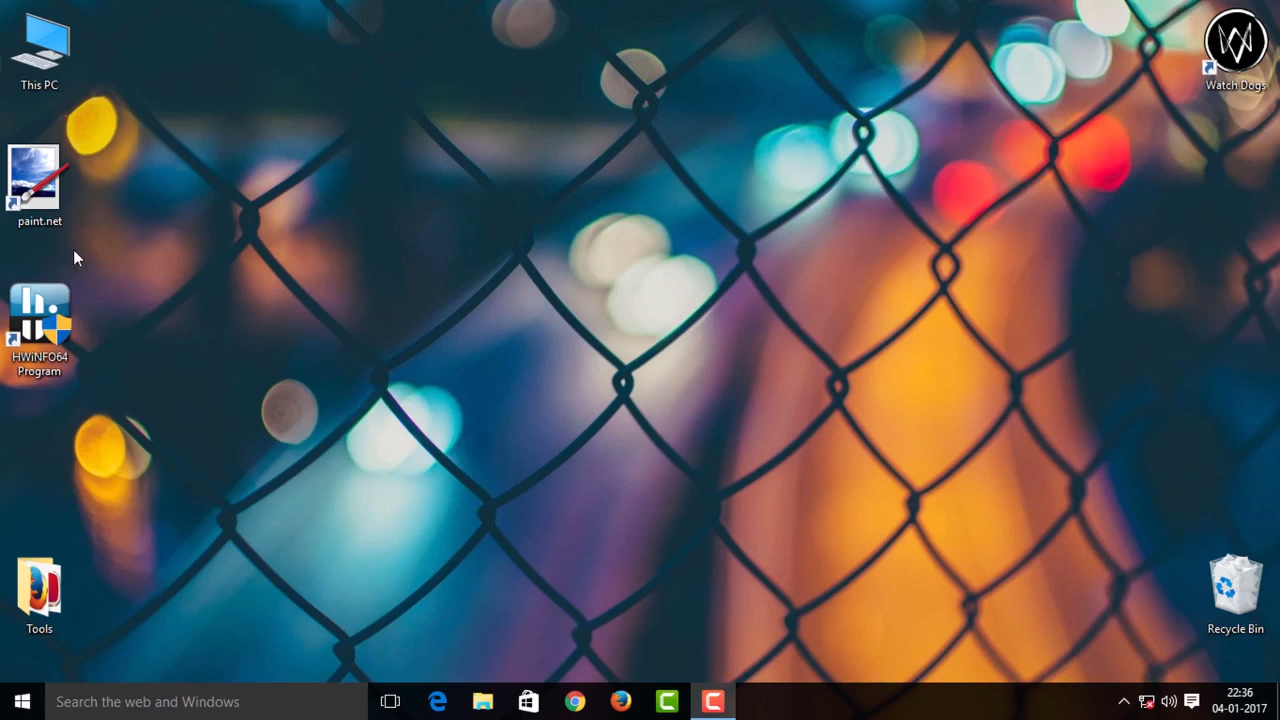 This PC
Watch Dogs
paint.net
HWiNFO64
Program
Tools
Recycle Bin
Search the web and Windows
22:36
04-01-2017